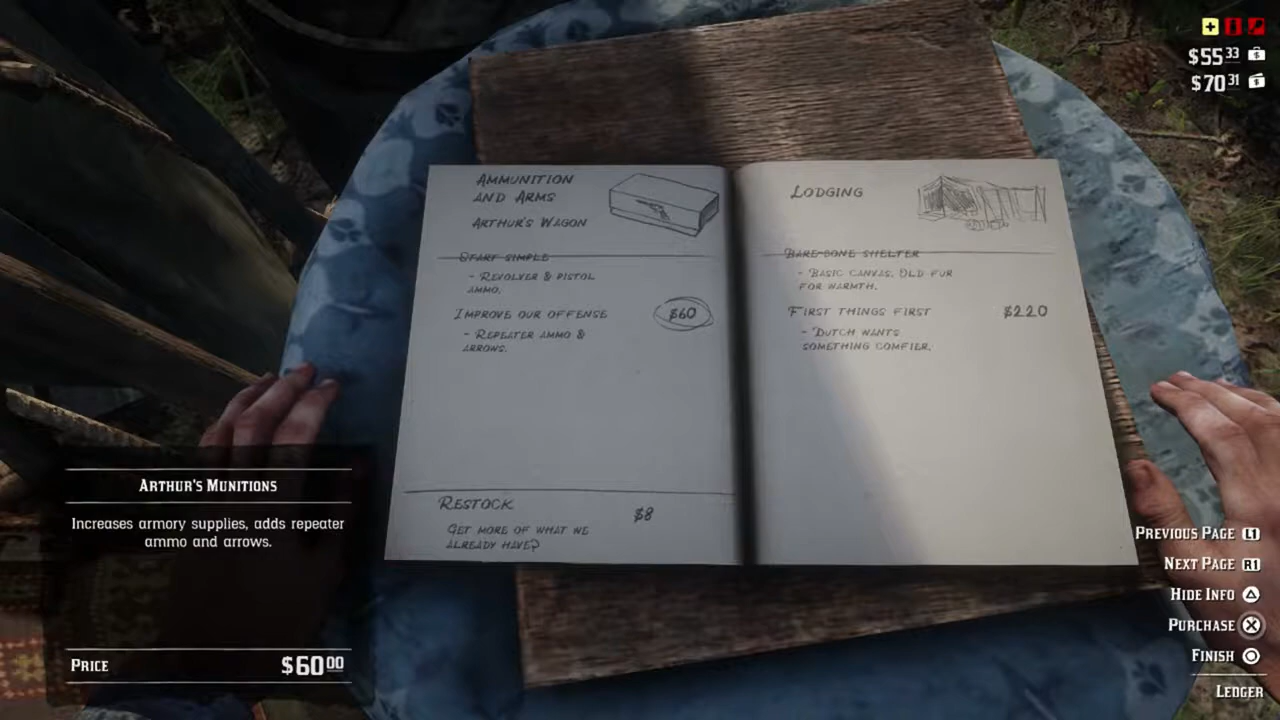 $55 33
$70 31
AMMUNITION
AND ARMS
ARTHUR'S WAGON
START SIMPLE
- REVOLVER & PISTOL
AMMO.
IMPROVE OUR OFFENSE
$60
- REPEATER AMMO &
ARROWS.
RESTOCK
$8
GET MORE OF WHAT WE
ALREADY HAVE?
LODGING
BARE-BONE SHELTER
- BASIC CANVAS. OLD FUR
FOR WARMTH.
FIRST THINGS FIRST
$220
- DUTCH WANTS
SOMETHING COMFIER.
ARTHUR'S MUNITIONS
Increases armory supplies, adds repeater
ammo and arrows.
PRICE
$60 00
PREVIOUS PAGE L1
NEXT PAGE R1
HIDE INFO
PURCHASE
FINISH
LEDGER